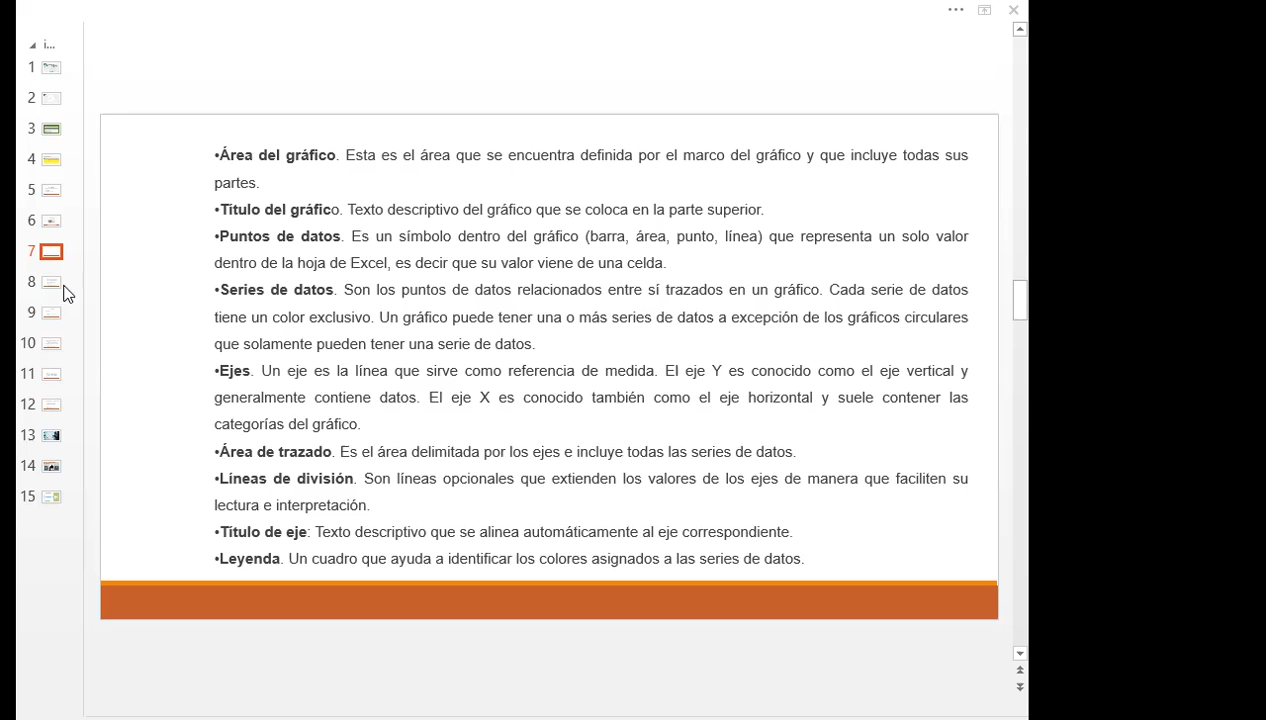 i...
1
2
3
4
5
6
7
8
9
10
11
12
13
14
15
•Área del gráfico. Esta es el área que se encuentra definida por el marco del gráfico y que incluye todas sus
partes.
•Título del gráfico. Texto descriptivo del gráfico que se coloca en la parte superior.
•Puntos de datos. Es un símbolo dentro del gráfico (barra, área, punto, línea) que representa un solo valor
dentro de la hoja de Excel, es decir que su valor viene de una celda.
•Series de datos. Son los puntos de datos relacionados entre sí trazados en un gráfico. Cada serie de datos
tiene un color exclusivo. Un gráfico puede tener una o más series de datos a excepción de los gráficos circulares
que solamente pueden tener una serie de datos.
•Ejes. Un eje es la línea que sirve como referencia de medida. El eje Y es conocido como el eje vertical y
generalmente contiene datos. El eje X es conocido también como el eje horizontal y suele contener las
categorías del gráfico.
•Área de trazado. Es el área delimitada por los ejes e incluye todas las series de datos.
•Líneas de división. Son líneas opcionales que extienden los valores de los ejes de manera que faciliten su
lectura e interpretación.
•Título de eje: Texto descriptivo que se alinea automáticamente al eje correspondiente.
•Leyenda. Un cuadro que ayuda a identificar los colores asignados a las series de datos.